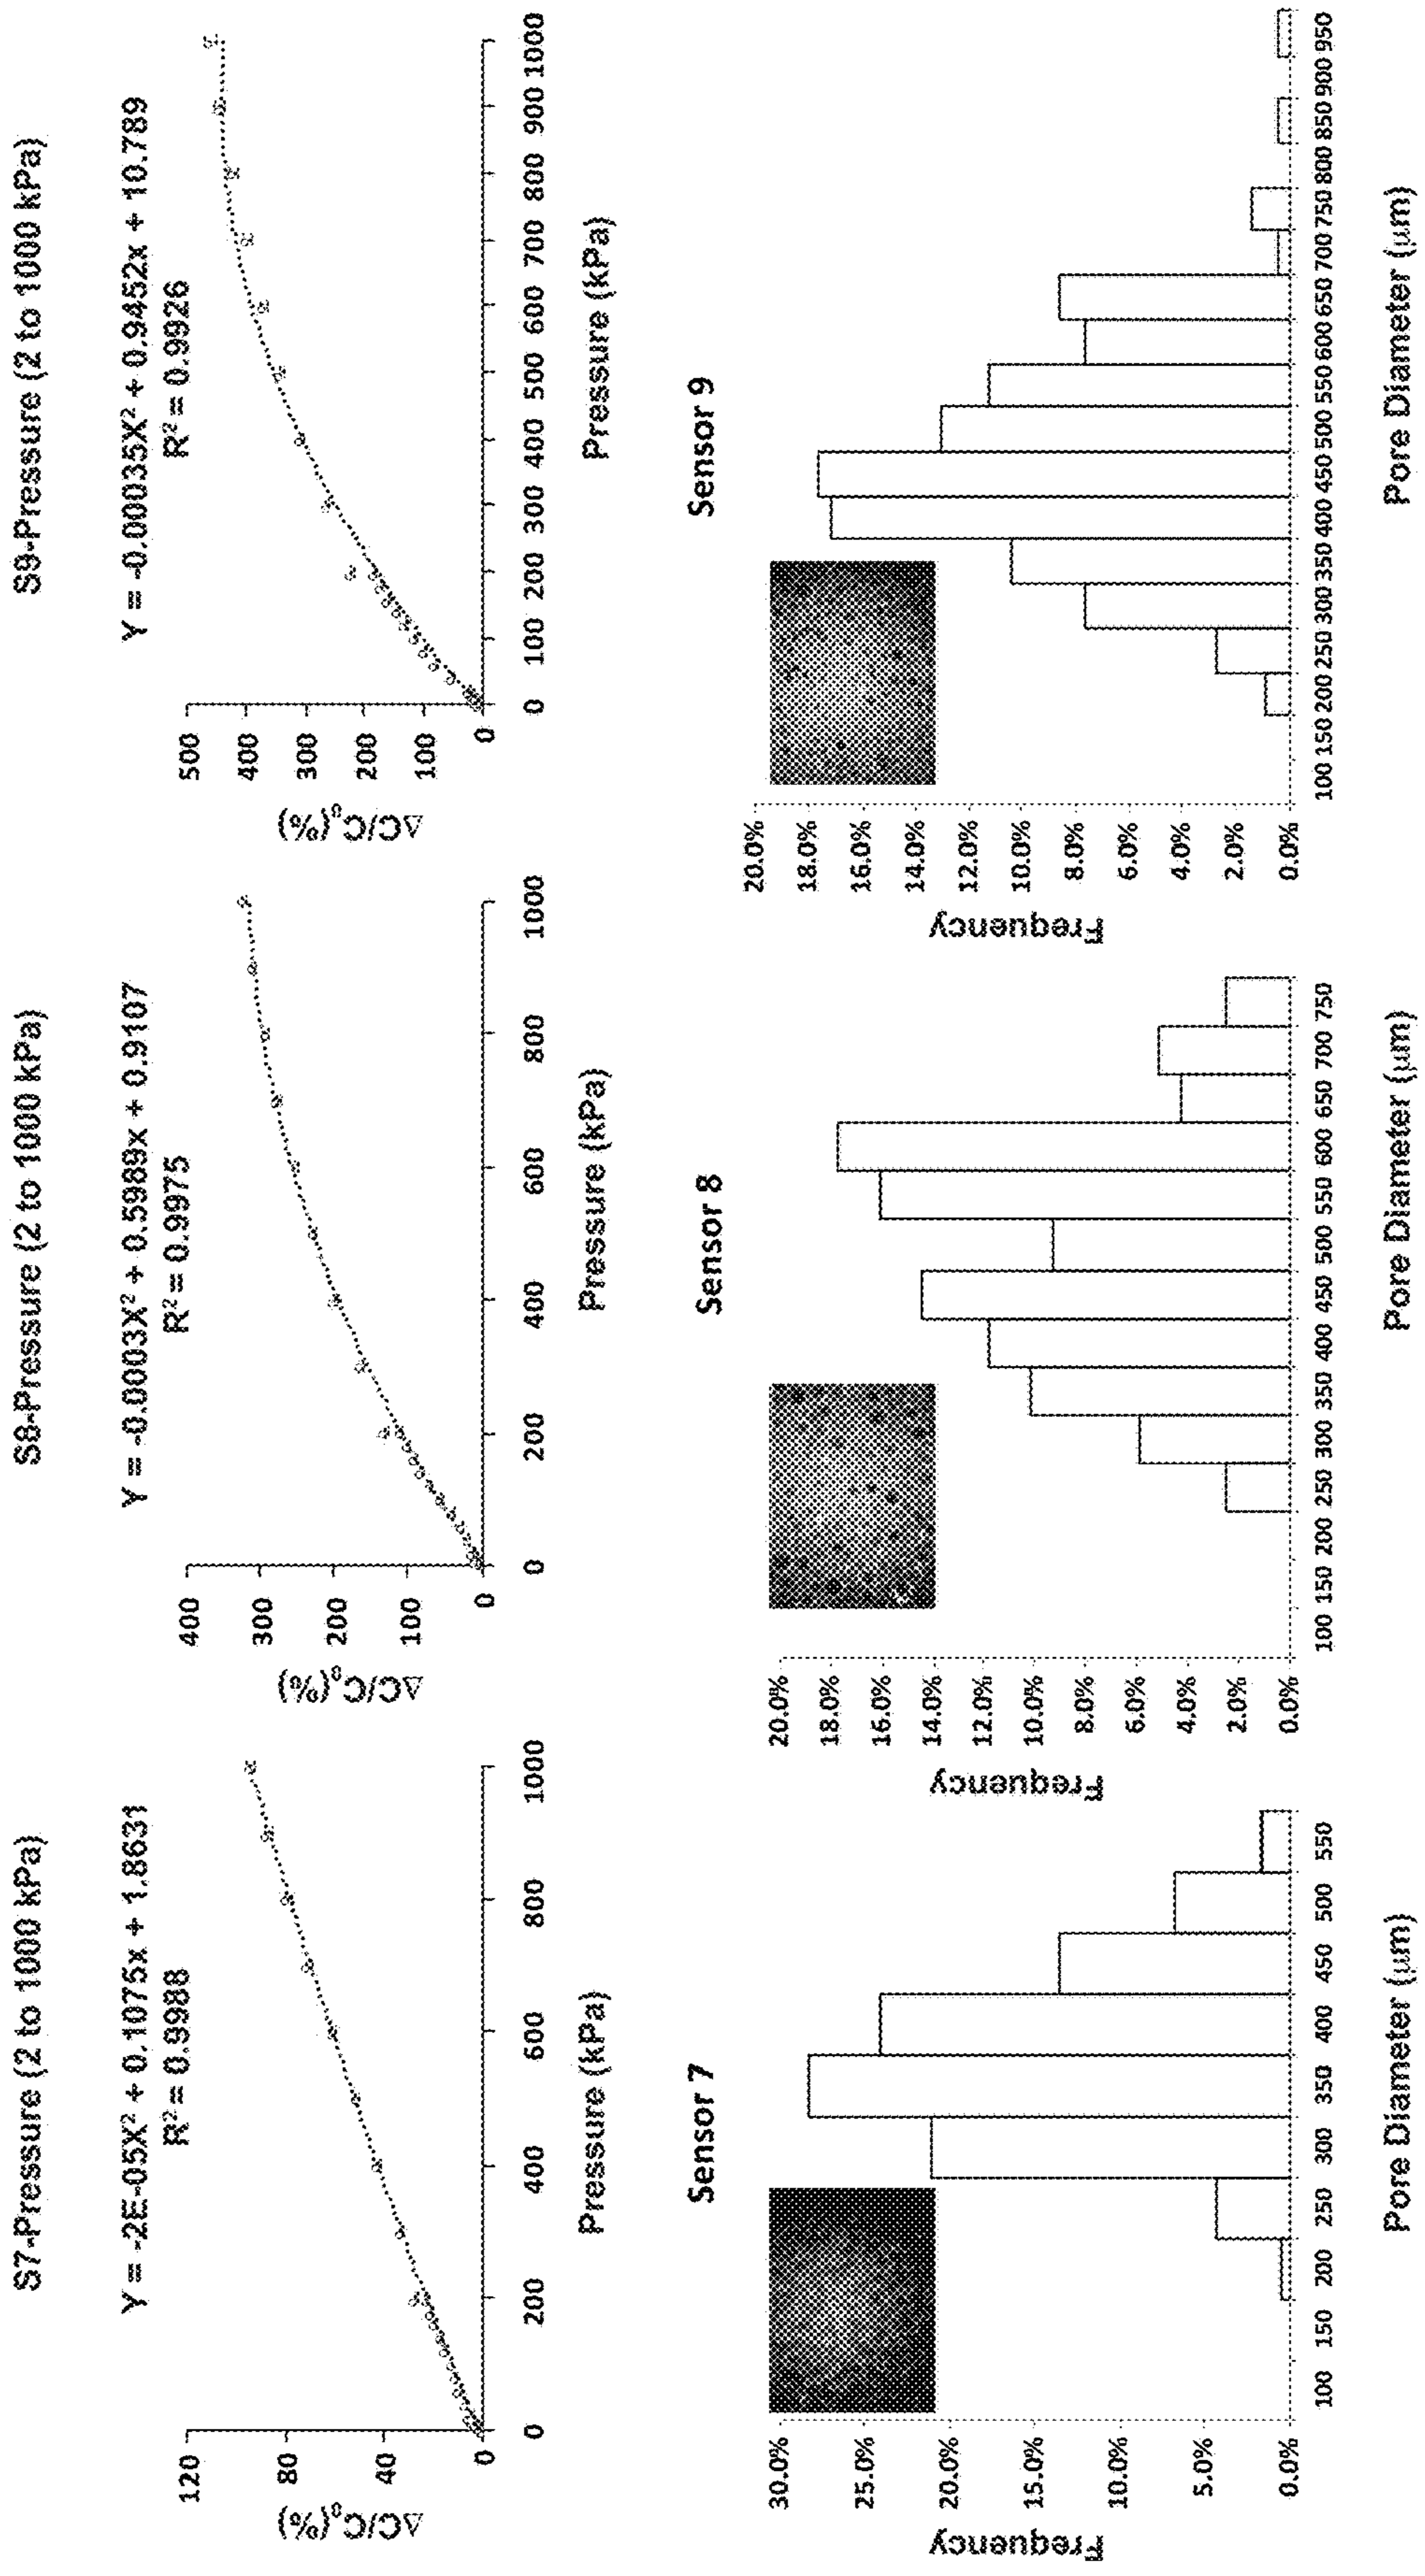 S7-Pressure (2 to 1000 kPa)
Y = -2E-05X² + 0.1075x + 1.8631
R² = 0.9988
ΔC/C₀(%)
120
80
40
0
0 200 400 600 800 1000
Pressure (kPa)
S8-Pressure (2 to 1000 kPa)
Y = -0.0003X² + 0.5989x + 0.9107
R² = 0.9975
ΔC/C₀(%)
400
300
200
100
0
0 200 400 600 800 1000
Pressure (kPa)
S9-Pressure (2 to 1000 kPa)
Y = -0.00035X² + 0.9452x + 10.789
R² = 0.9926
ΔC/C₀(%)
500
400
300
200
100
0
0 100 200 300 400 500 600 700 800 900 1000
Pressure (kPa)
Sensor 7
Frequency
30.0%
25.0%
20.0%
15.0%
10.0%
5.0%
0.0%
100 150 200 250 300 350 400 450 500 550
Pore Diameter (μm)
Sensor 8
Frequency
20.0%
18.0%
16.0%
14.0%
12.0%
10.0%
8.0%
6.0%
4.0%
2.0%
0.0%
100 150 200 250 300 350 400 450 500 550 600 650 700 750
Pore Diameter (μm)
Sensor 9
Frequency
20.0%
18.0%
16.0%
14.0%
12.0%
10.0%
8.0%
6.0%
4.0%
2.0%
0.0%
100 150 200 250 300 350 400 450 500 550 600 650 700 750 800 850 900 950
Pore Diameter (μm)